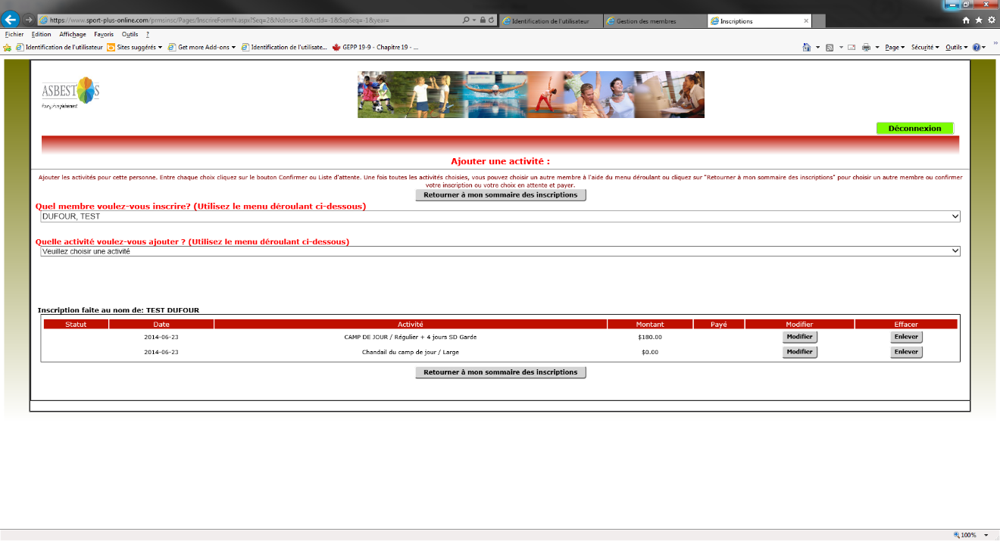 https://www.sport-plus-online.com/prmsinsc/Pages/InscrireFormN.aspx?Seq=2&NoInsc=-1&ActId=-1&SapSeq=-1&year=
Identification de l'utilisateur
Gestion des membres
Inscriptions
Fichier Edition Affichage Favoris Outils ?
Identification de l'utilisateur Sites suggérés Get more Add-ons Identification de l'utilisate... GEPP 19-9 - Chapitre 19 - ... Page Sécurité Outils
ASBESTOS
Déconnexion
Ajouter une activité :
Ajouter les activités pour cette personne. Entre chaque choix cliquez sur le bouton Confirmer ou Liste d'attente. Une fois toutes les activités choisies, vous pouvez choisir un autre membre à l'aide du menu déroulant ou cliquez sur "Retourner à mon sommaire des inscriptions" pour choisir un autre membre ou confirmer
votre inscription ou votre choix en attente et payer.
Retourner à mon sommaire des inscriptions
Quel membre voulez-vous inscrire? (Utilisez le menu déroulant ci-dessous)
DUFOUR, TEST
Quelle activité voulez-vous ajouter ? (Utilisez le menu déroulant ci-dessous)
Veuillez choisir une activité
Inscription faite au nom de: TEST DUFOUR
Statut Date Activité Montant Payé Modifier Effacer
2014-06-23 CAMP DE JOUR / Régulier + 4 jours SD Garde $180.00 Modifier Enlever
2014-06-23 Chandail du camp de jour / Large $0.00 Modifier Enlever
Retourner à mon sommaire des inscriptions
100%